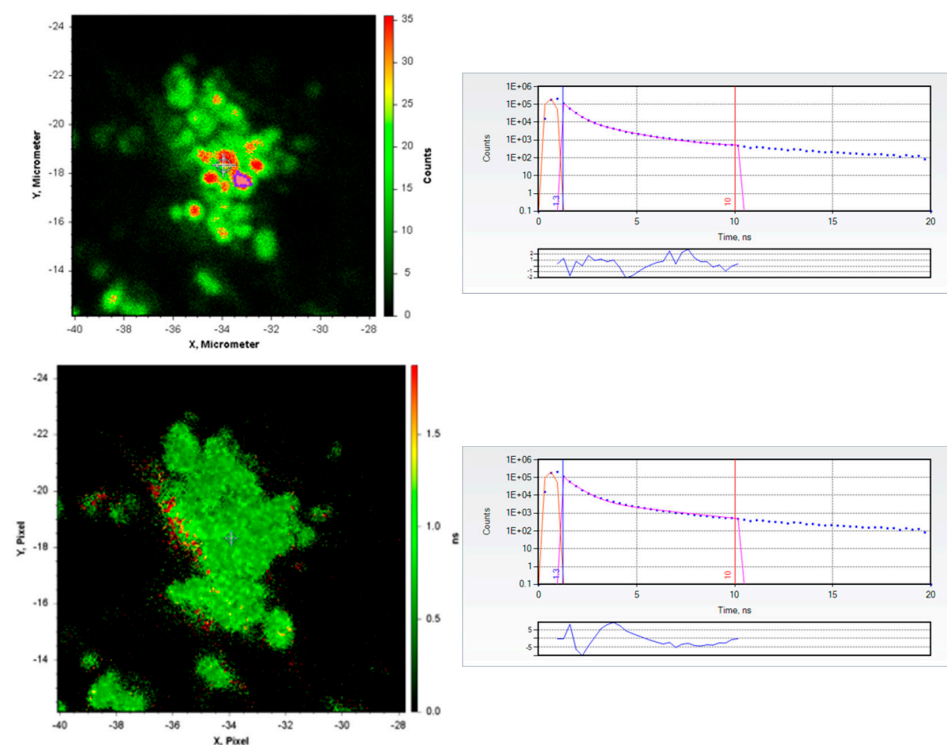 -24
-22
-20
-18
-16
-14
Y, Micrometer
-40 -38 -36 -34 -32 -30 -28
X, Micrometer
35
30
25
20
15
10
5
0
Counts
1E+06
1E+05
1E+04
1E+03
1E+02
10
1
0.1
Counts
1.3
10
0 5 10 15 20
Time, ns
2
1
-1
-2
-24
-22
-20
-18
-16
-14
Y, Pixel
-40 -38 -36 -34 -32 -30 -28
X, Pixel
1.5
1.0
0.5
0.0
ns
1E+06
1E+05
1E+04
1E+03
1E+02
10
1
0.1
Counts
1.3
10
0 5 10 15 20
Time, ns
5
-5